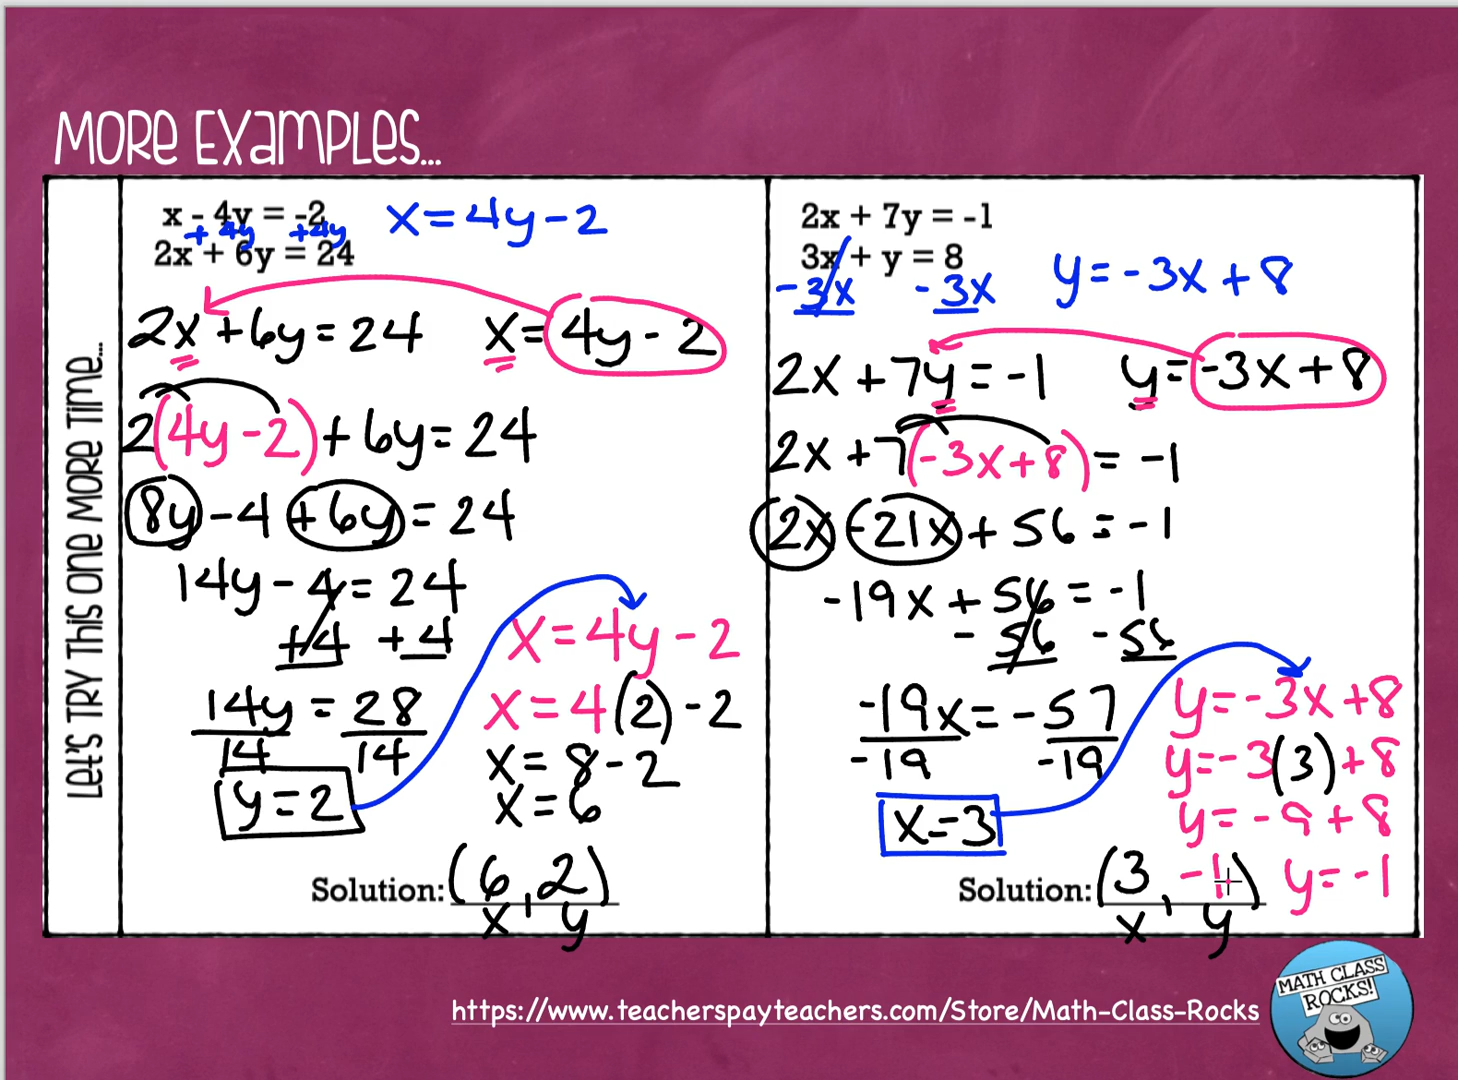 MORE EXAMPLES...
LET'S TRY THIS ONE MORE TIME...
x - 4y = -2
+ 4y +4y
2x + 6y = 24
x = 4y - 2
2x + 6y = 24 x = 4y - 2
2(4y - 2) + 6y = 24
8y - 4 + 6y = 24
14y - 4 = 24
+4 +4
14y = 28
14 14
y = 2
x = 4y - 2
x = 4(2) - 2
x = 8 - 2
x = 6
Solution: (6, 2)
x, y
2x + 7y = -1
3x + y = 8
-3x -3x
y = -3x + 8
2x + 7y = -1 y = -3x + 8
2x + 7(-3x + 8) = -1
2x - 21x + 56 = -1
-19x + 56 = -1
- 56 - 56
-19x = -57
-19 -19
x = 3
y = -3x + 8
y = -3(3) + 8
y = -9 + 8
y = -1
Solution: (3, -1)
x, y
https://www.teacherspayteachers.com/Store/Math-Class-Rocks
MATH CLASS
ROCKS!